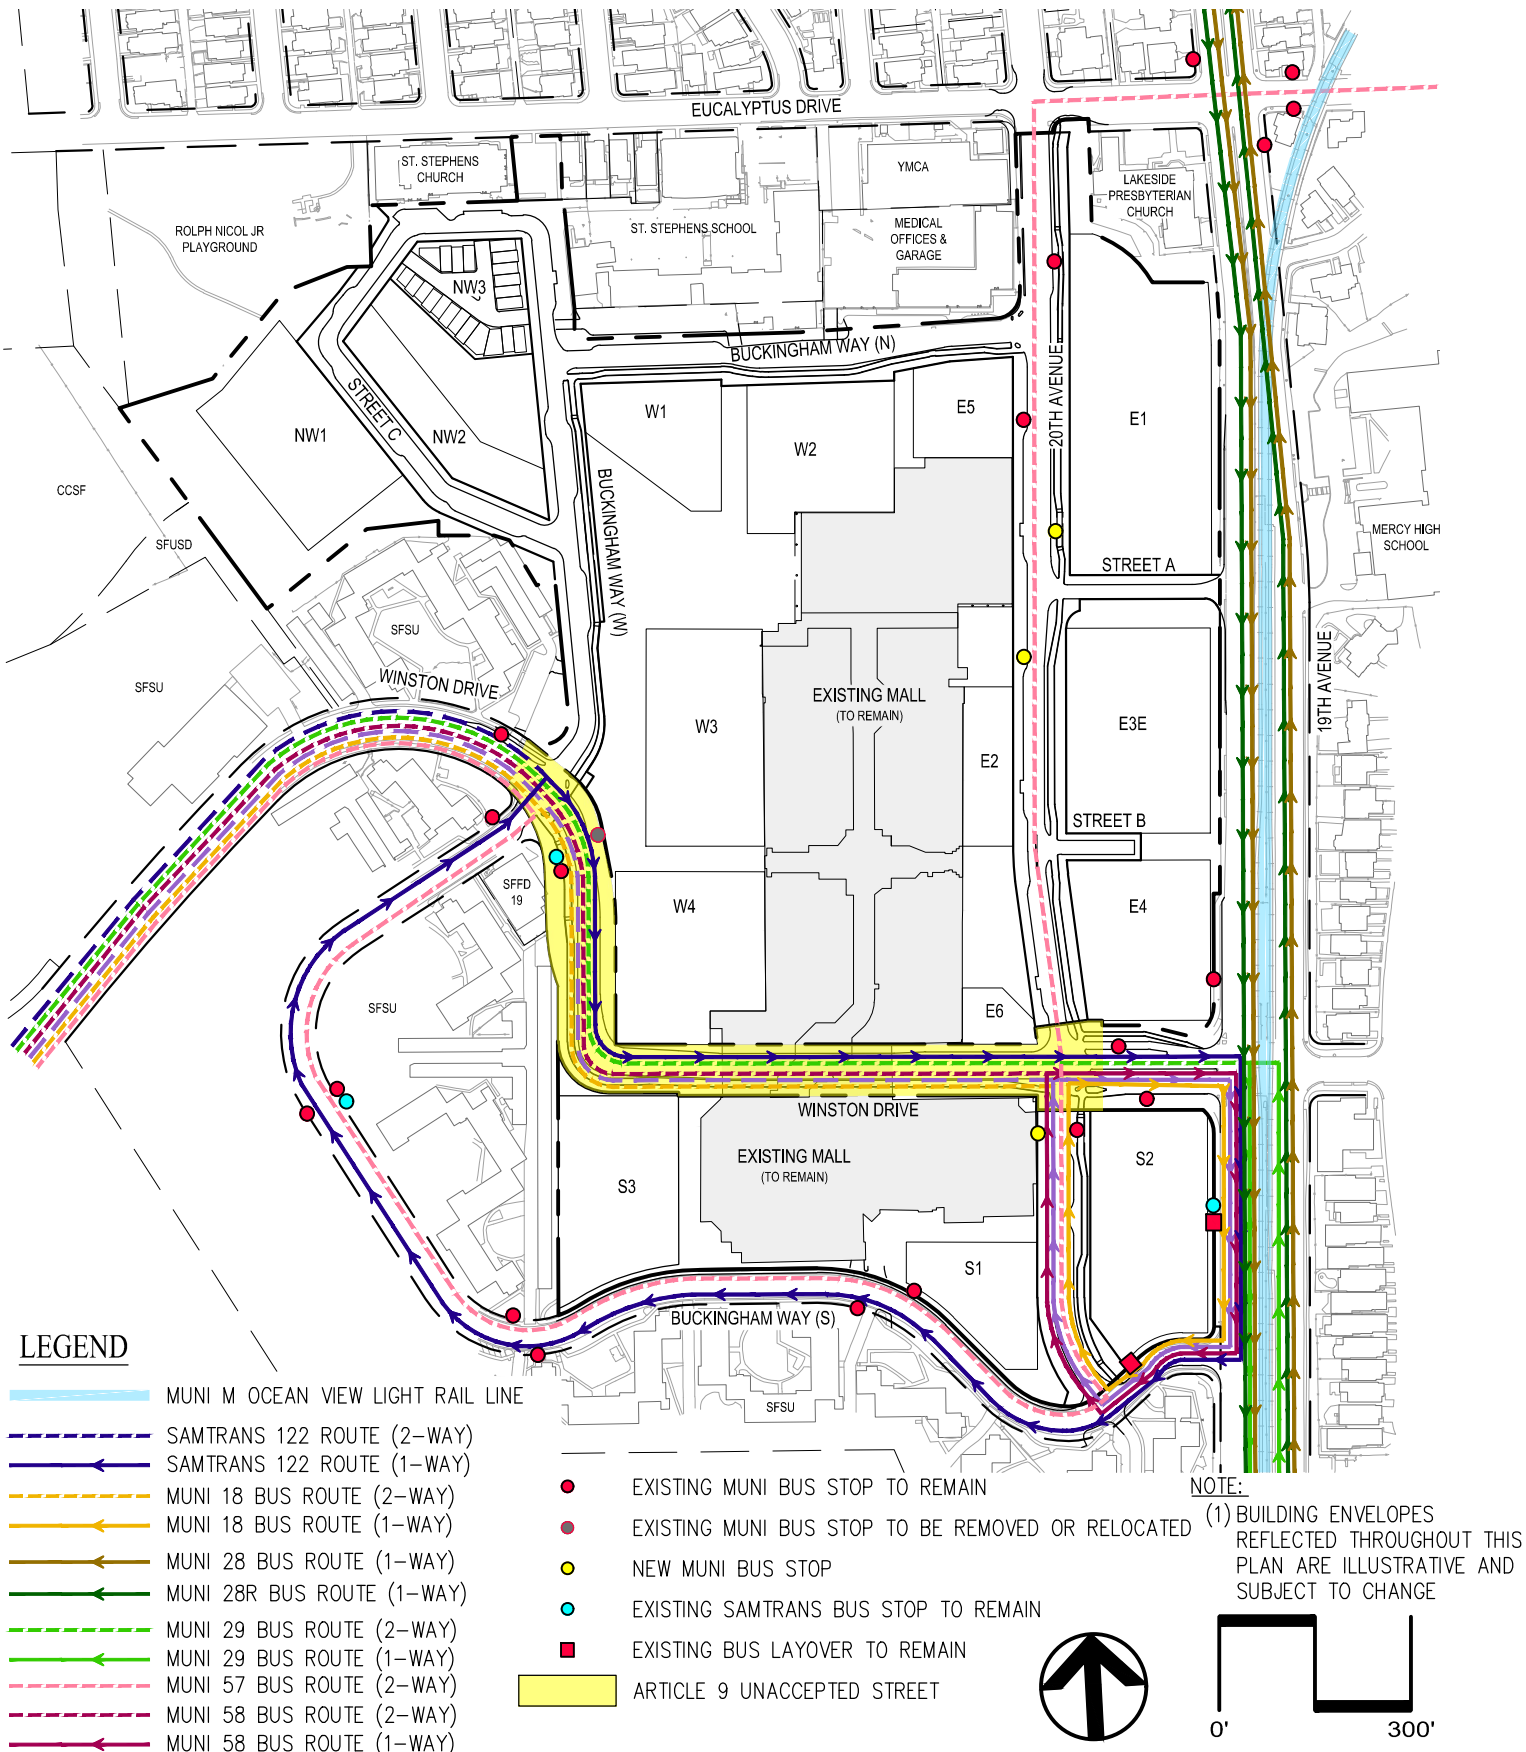 EUCALYPTUS DRIVE
ST. STEPHENS
CHURCH
YMCA
LAKESIDE
PRESBYTERIAN
CHURCH
ROLPH NICOL JR
PLAYGROUND
ST. STEPHENS SCHOOL
MEDICAL
OFFICES &
GARAGE
NW3
BUCKINGHAM WAY (N)
20TH AVENUE
STREET C
W1
E5
E1
NW1
NW2
W2
CCSF
BUCKINGHAM WAY (W)
SFUSD
MERCY HIGH
SCHOOL
STREET A
SFSU
SFSU
WINSTON DRIVE
EXISTING MALL
(TO REMAIN)
19TH AVENUE
W3
E3E
E2
STREET B
SFFD
19
W4
E4
SFSU
E6
WINSTON DRIVE
EXISTING MALL
(TO REMAIN)
S2
S3
S1
BUCKINGHAM WAY (S)
SFSU
LEGEND
MUNI M OCEAN VIEW LIGHT RAIL LINE
SAMTRANS 122 ROUTE (2-WAY)
SAMTRANS 122 ROUTE (1-WAY)
MUNI 18 BUS ROUTE (2-WAY)
MUNI 18 BUS ROUTE (1-WAY)
MUNI 28 BUS ROUTE (1-WAY)
MUNI 28R BUS ROUTE (1-WAY)
MUNI 29 BUS ROUTE (2-WAY)
MUNI 29 BUS ROUTE (1-WAY)
MUNI 57 BUS ROUTE (2-WAY)
MUNI 58 BUS ROUTE (2-WAY)
MUNI 58 BUS ROUTE (1-WAY)
EXISTING MUNI BUS STOP TO REMAIN
EXISTING MUNI BUS STOP TO BE REMOVED OR RELOCATED
NEW MUNI BUS STOP
EXISTING SAMTRANS BUS STOP TO REMAIN
EXISTING BUS LAYOVER TO REMAIN
ARTICLE 9 UNACCEPTED STREET
NOTE:
(1) BUILDING ENVELOPES
REFLECTED THROUGHOUT THIS
PLAN ARE ILLUSTRATIVE AND
SUBJECT TO CHANGE
0' 300'